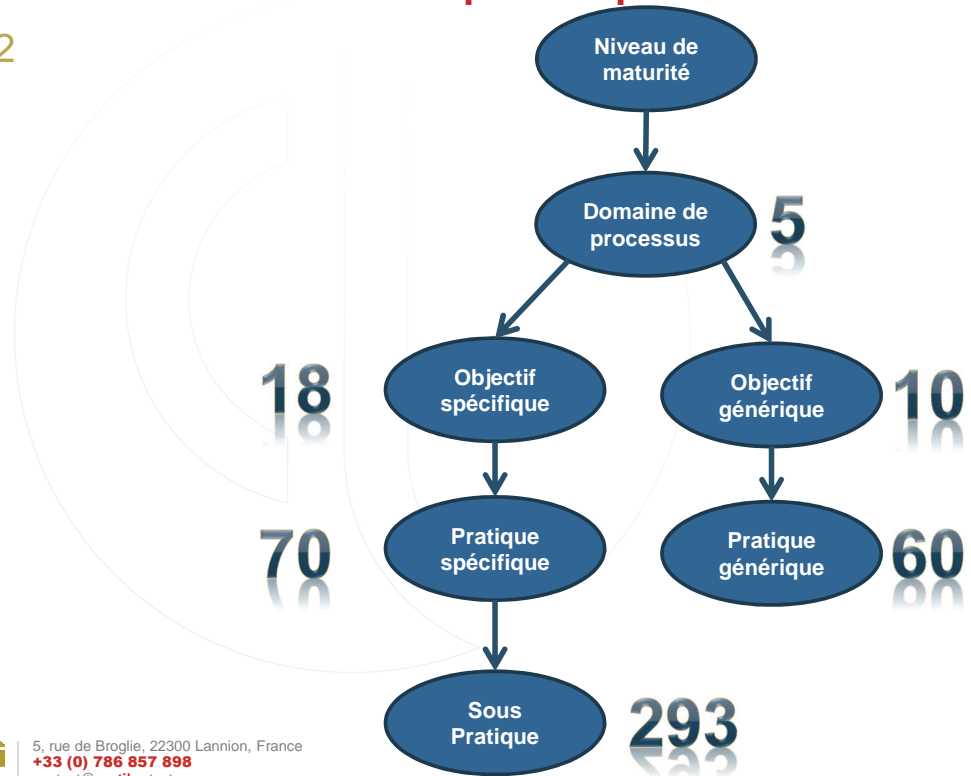 2
Niveau de
maturité
Domaine de
processus
5
18
Objectif
spécifique
Objectif
générique
10
70
Pratique
spécifique
Pratique
générique
60
Sous
Pratique
293
5, rue de Broglie, 22300 Lannion, France
+33 (0) 786 857 898